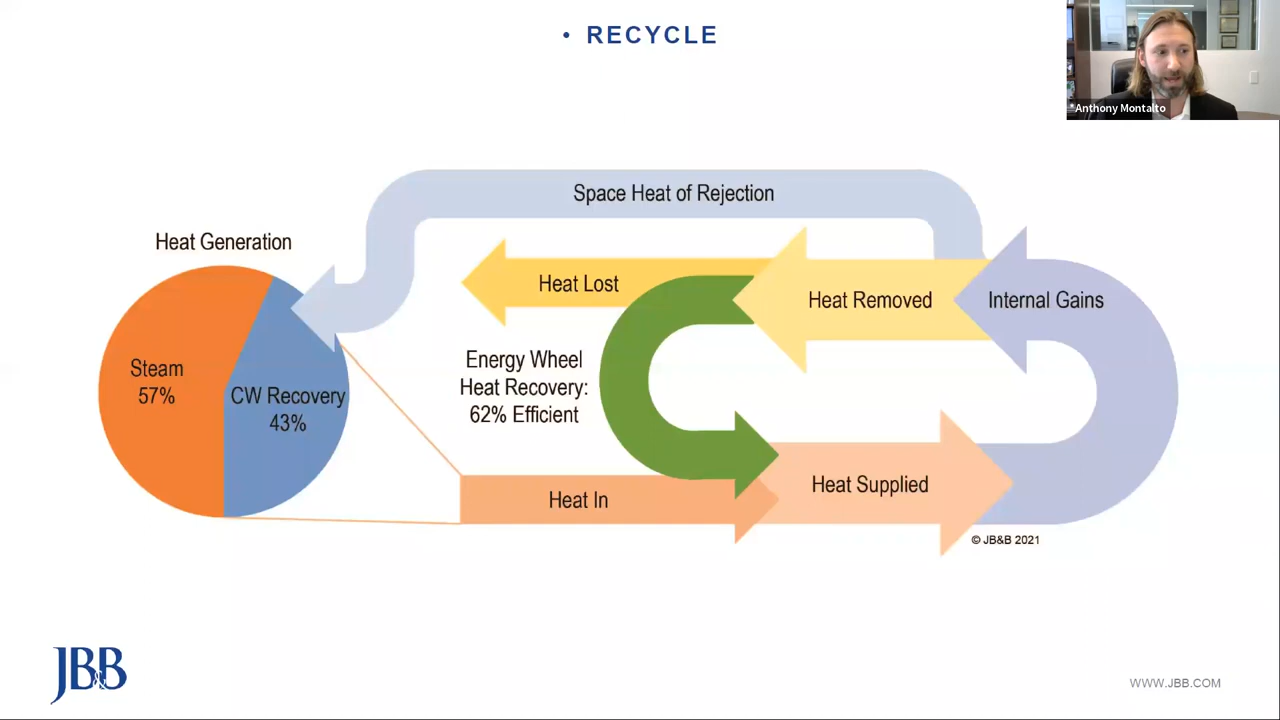 • RECYCLE
*Anthony Montalto
Space Heat of Rejection
Heat Generation
Heat Lost
Heat Removed
Internal Gains
Steam
57%
CW Recovery
43%
Energy Wheel
Heat Recovery:
62% Efficient
Heat In
Heat Supplied
© JB&B 2021
JB&B
WWW.JBB.COM